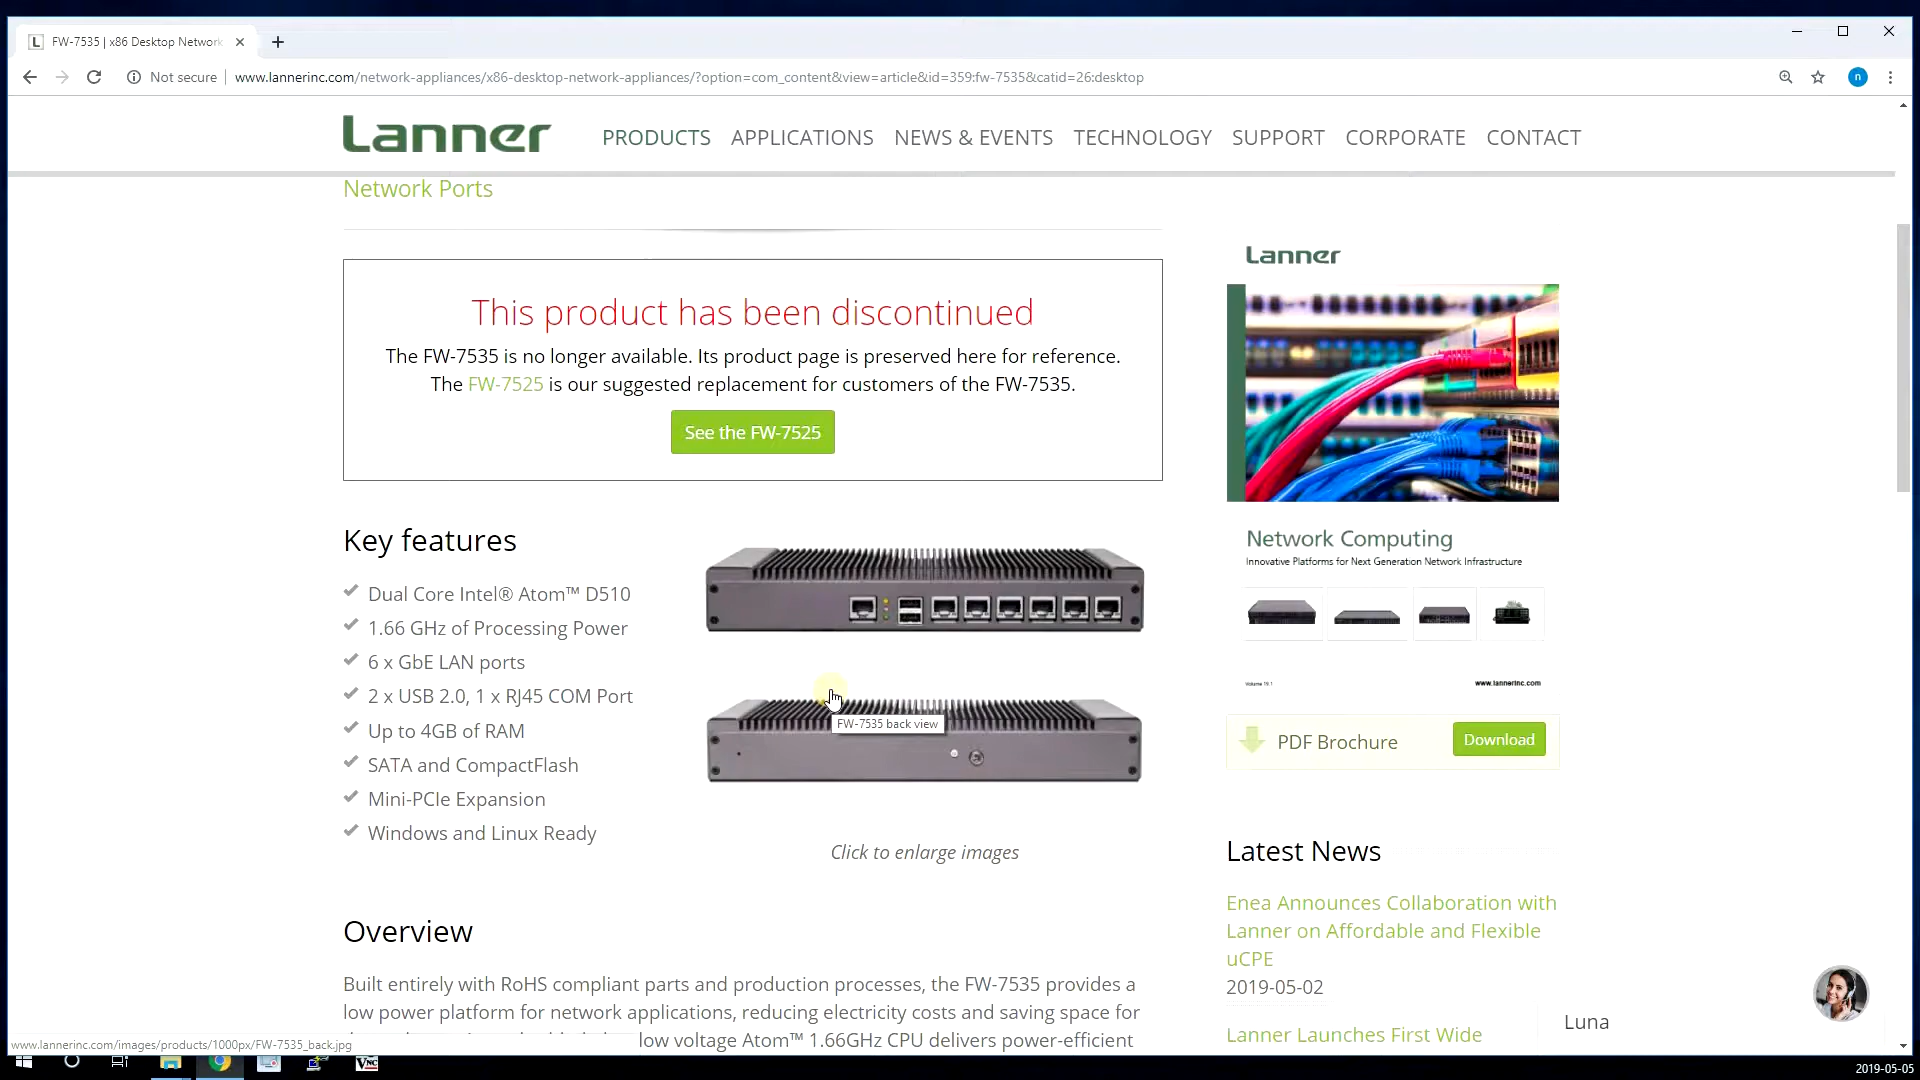 FW-7535 | x86 Desktop Network
Not secure
www.lannerinc.com/network-appliances/x86-desktop-network-appliances/?option=com_content&view=article&id=359:fw-7535&catid=26:desktop
n
Lanner
PRODUCTS APPLICATIONS NEWS & EVENTS TECHNOLOGY SUPPORT CORPORATE CONTACT
Network Ports
This product has been discontinued
The FW-7535 is no longer available. Its product page is preserved here for reference.
The FW-7525 is our suggested replacement for customers of the FW-7535.
See the FW-7525
Key features
Dual Core Intel® Atom™ D510
1.66 GHz of Processing Power
6 x GbE LAN ports
2 x USB 2.0, 1 x RJ45 COM Port
Up to 4GB of RAM
SATA and CompactFlash
Mini-PCIe Expansion
Windows and Linux Ready
FW-7535 back view
Click to enlarge images
Overview
Built entirely with RoHS compliant parts and production processes, the FW-7535 provides a
low power platform for network applications, reducing electricity costs and saving space for
low voltage Atom™ 1.66GHz CPU delivers power-efficient
Lanner
Network Computing
Innovative Platforms for Next Generation Network Infrastructure
Volume 19.1
www.lannerinc.com
PDF Brochure
Download
Latest News
Enea Announces Collaboration with
Lanner on Affordable and Flexible
uCPE
2019-05-02
Lanner Launches First Wide
Luna
www.lannerinc.com/images/products/1000px/FW-7535_back.jpg
VNC
2019-05-05